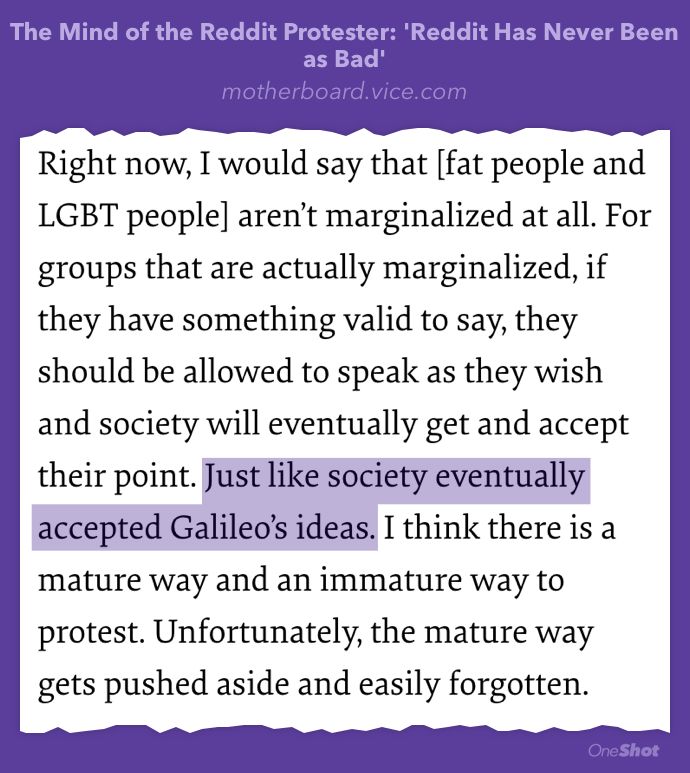 The Mind of the Reddit Protester: 'Reddit Has Never Been
as Bad'
motherboard.vice.com
Right now, I would say that [fat people and
LGBT people] aren’t marginalized at all. For
groups that are actually marginalized, if
they have something valid to say, they
should be allowed to speak as they wish
and society will eventually get and accept
their point. Just like society eventually
accepted Galileo’s ideas. I think there is a
mature way and an immature way to
protest. Unfortunately, the mature way
gets pushed aside and easily forgotten.
OneShot